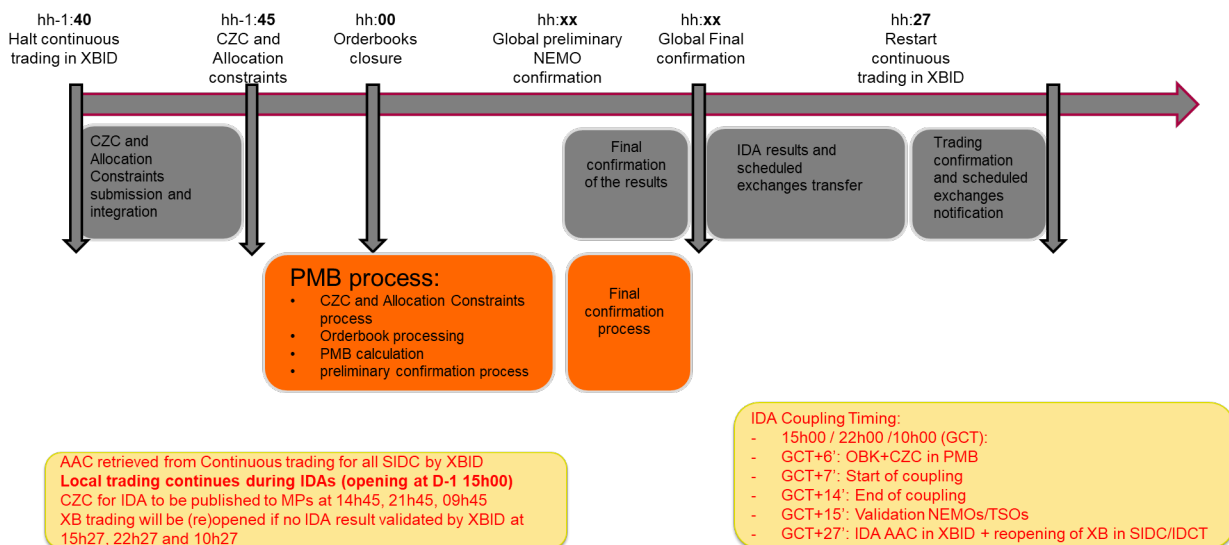 hh-1:40
Halt continuous
trading in XBID
hh-1:45
CZC and
Allocation
constraints
hh:00
Orderbooks
closure
hh:xx
Global preliminary
NEMO
confirmation
hh:xx
Global Final
confirmation
hh:27
Restart
continuous
trading in XBID
CZC and
Allocation
Constraints
submission and
integration
Final
confirmation
of the results
IDA results and
scheduled
exchanges transfer
Trading
confirmation
and scheduled
exchanges
notification
PMB process:
• CZC and Allocation Constraints
process
• Orderbook processing
• PMB calculation
• preliminary confirmation process
Final
confirmation
process
AAC retrieved from Continuous trading for all SIDC by XBID
Local trading continues during IDAs (opening at D-1 15h00)
CZC for IDA to be published to MPs at 14h45, 21h45, 09h45
XB trading will be (re)opened if no IDA result validated by XBID at
15h27, 22h27 and 10h27
IDA Coupling Timing:
- 15h00 / 22h00 /10h00 (GCT):
- GCT+6’: OBK+CZC in PMB
- GCT+7’: Start of coupling
- GCT+14’: End of coupling
- GCT+15’: Validation NEMOs/TSOs
- GCT+27’: IDA AAC in XBID + reopening of XB in SIDC/IDCT